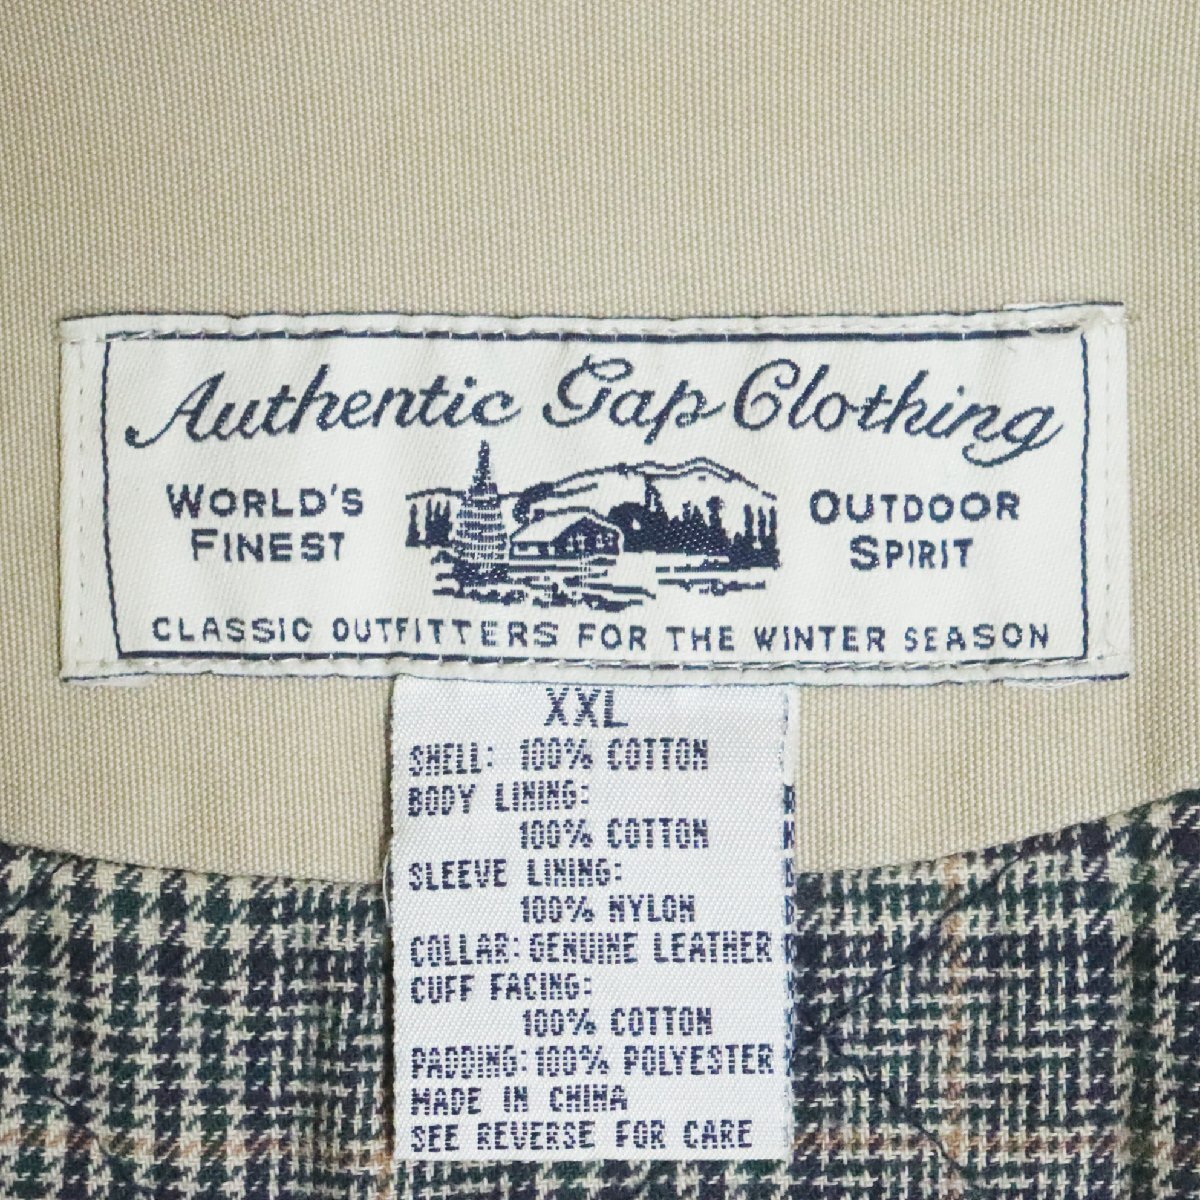 Authentic Gap Clothing
WORLD'S
FINEST
OUTDOOR
SPIRIT
CLASSIC OUTFITTERS FOR THE WINTER SEASON
XXL
SHELL: 100% COTTON
BODY LINING:
100% COTTON
SLEEVE LINING:
100% NYLON
COLLAR: GENUINE LEATHER
CUFF FACING:
100% COTTON
PADDING: 100% POLYESTER
MADE IN CHINA
SEE REVERSE FOR CARE